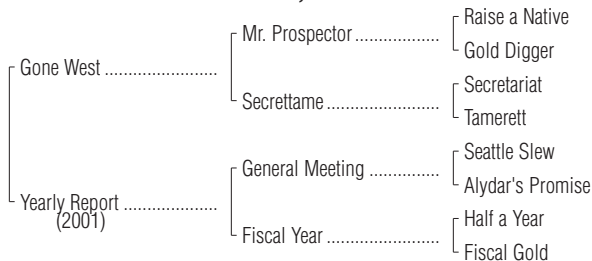 Raise a Native
Mr. Prospector ..................
Gold Digger
Gone West ........................
Secretariat
Secrettame ........................
Tamerett
Seattle Slew
General Meeting ...............
Alydar's Promise
Yearly Report ....................
(2001)
Half a Year
Fiscal Year ........................
Fiscal Gold